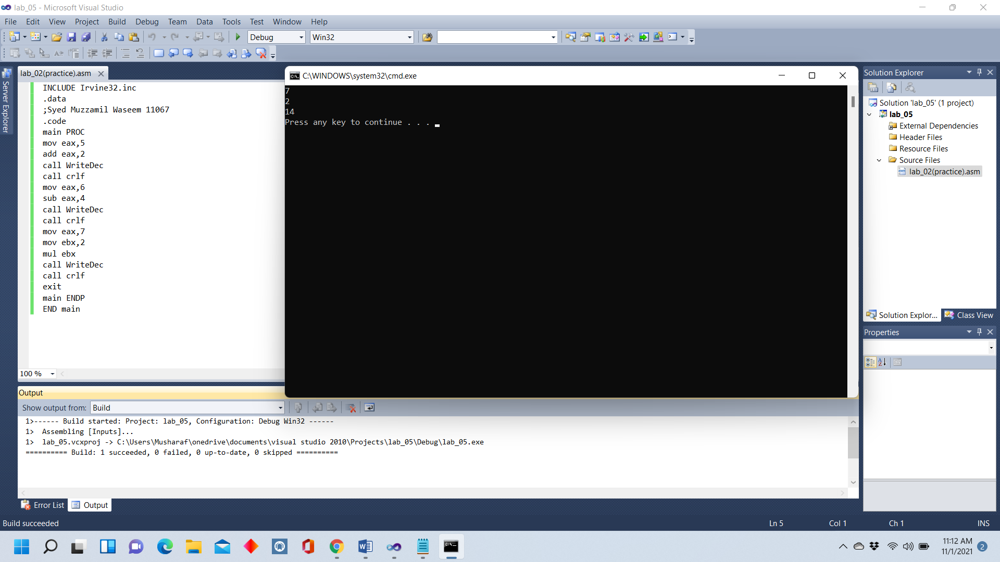 lab_05 - Microsoft Visual Studio
File Edit View Project Build Debug Team Data Tools Test Window Help
Debug Win32
Server Explorer
lab_02(practice).asm
INCLUDE Irvine32.inc
.data
;Syed Muzzamil Waseem 11067
.code
main PROC
mov eax,5
add eax,2
call WriteDec
call crlf
mov eax,6
sub eax,4
call WriteDec
call crlf
mov eax,7
mov ebx,2
mul ebx
call WriteDec
call crlf
exit
main ENDP
END main
100 %
C:\WINDOWS\system32\cmd.exe
7
2
14
Press any key to continue . . .
Solution Explorer
Solution 'lab_05' (1 project)
lab_05
External Dependencies
Header Files
Resource Files
Source Files
lab_02(practice).asm
Solution Explor... Class View
Properties
Output
Show output from: Build
1>------ Build started: Project: lab_05, Configuration: Debug Win32 ------
1>  Assembling [Inputs]...
1>  lab_05.vcxproj -> C:\Users\Musharaf\onedrive\documents\visual studio 2010\Projects\lab_05\Debug\lab_05.exe
========== Build: 1 succeeded, 0 failed, 0 up-to-date, 0 skipped ==========
Error List Output
Build succeeded Ln 5 Col 1 Ch 1 INS
11:12 AM
11/1/2021
2